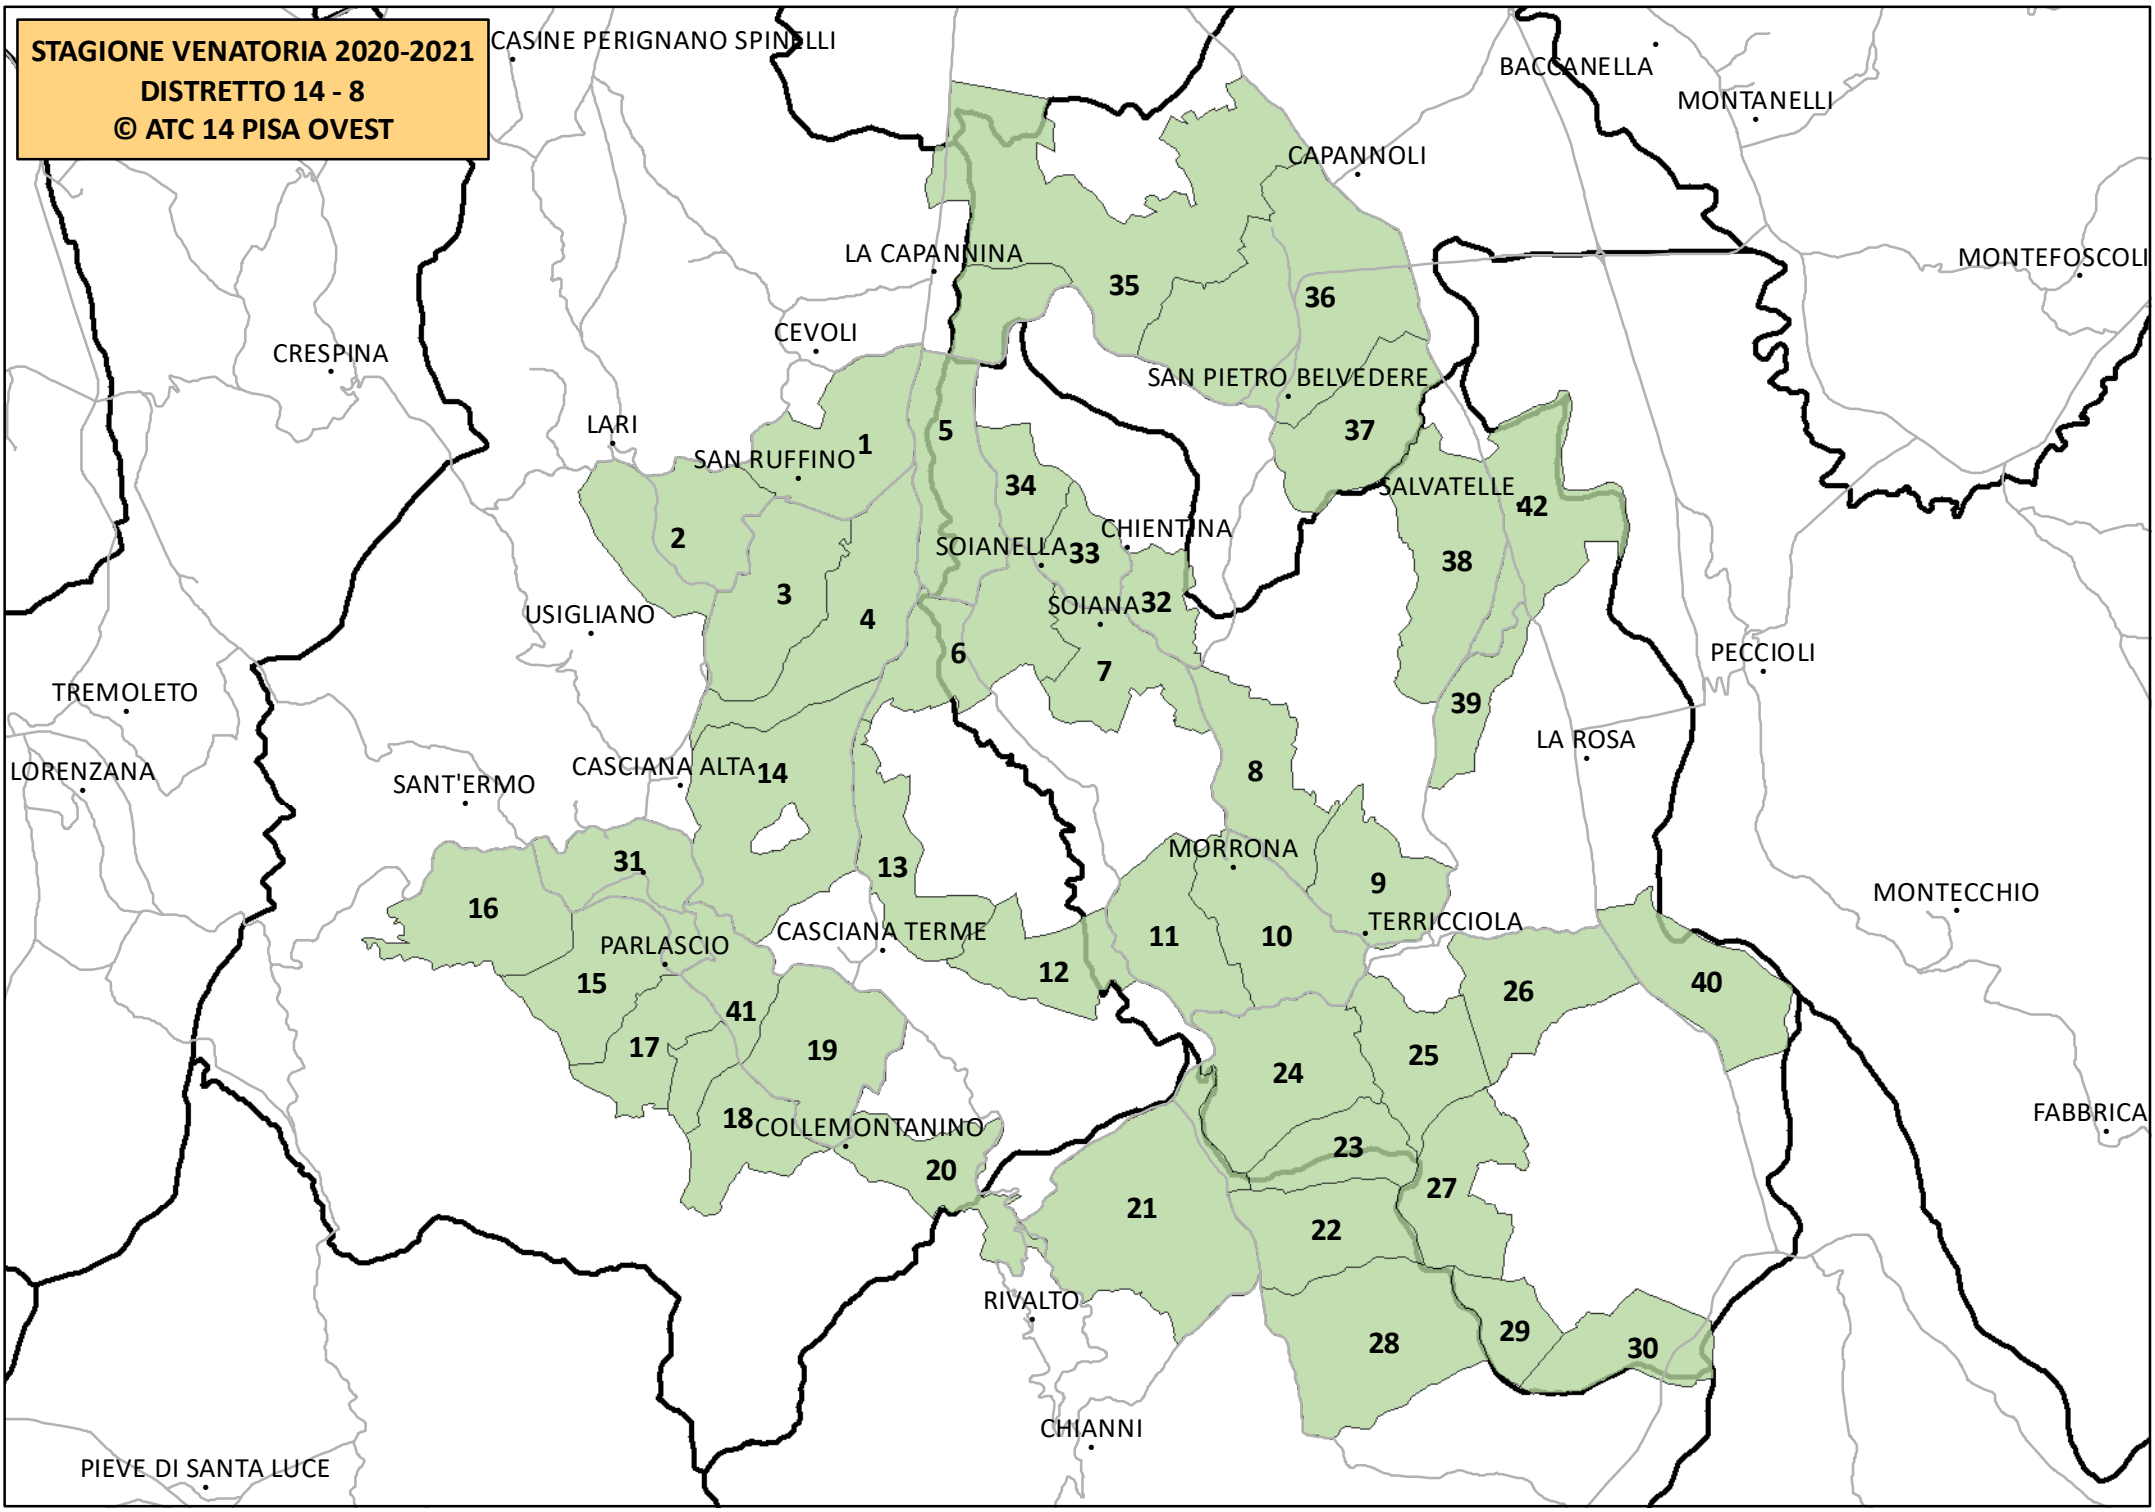 STAGIONE VENATORIA 2020-2021
DISTRETTO 14 - 8
© ATC 14 PISA OVEST
CASINE PERIGNANO SPINELLI
BACCANELLA
MONTANELLI
CAPANNOLI
LA CAPANNINA
MONTEFOSCOLI
35
36
CEVOLI
CRESPINA
SAN PIETRO BELVEDERE
LARI
1
5
37
SAN RUFFINO
34
SALVATELLE
42
2
CHIENTINA
SOIANELLA
33
38
3
SOIANA
32
USIGLIANO
4
6
7
PECCIOLI
TREMOLETO
39
LA ROSA
LORENZANA
SANT'ERMO
CASCIANA ALTA
14
8
MORRONA
31
13
9
MONTECCHIO
16
TERRICCIOLA
PARLASCIO
CASCIANA TERME
11
10
12
15
26
40
41
17
19
25
24
FABBRICA
18
COLLEMONTANINO
23
20
27
21
22
RIVALTO
29
28
30
CHIANNI
PIEVE DI SANTA LUCE